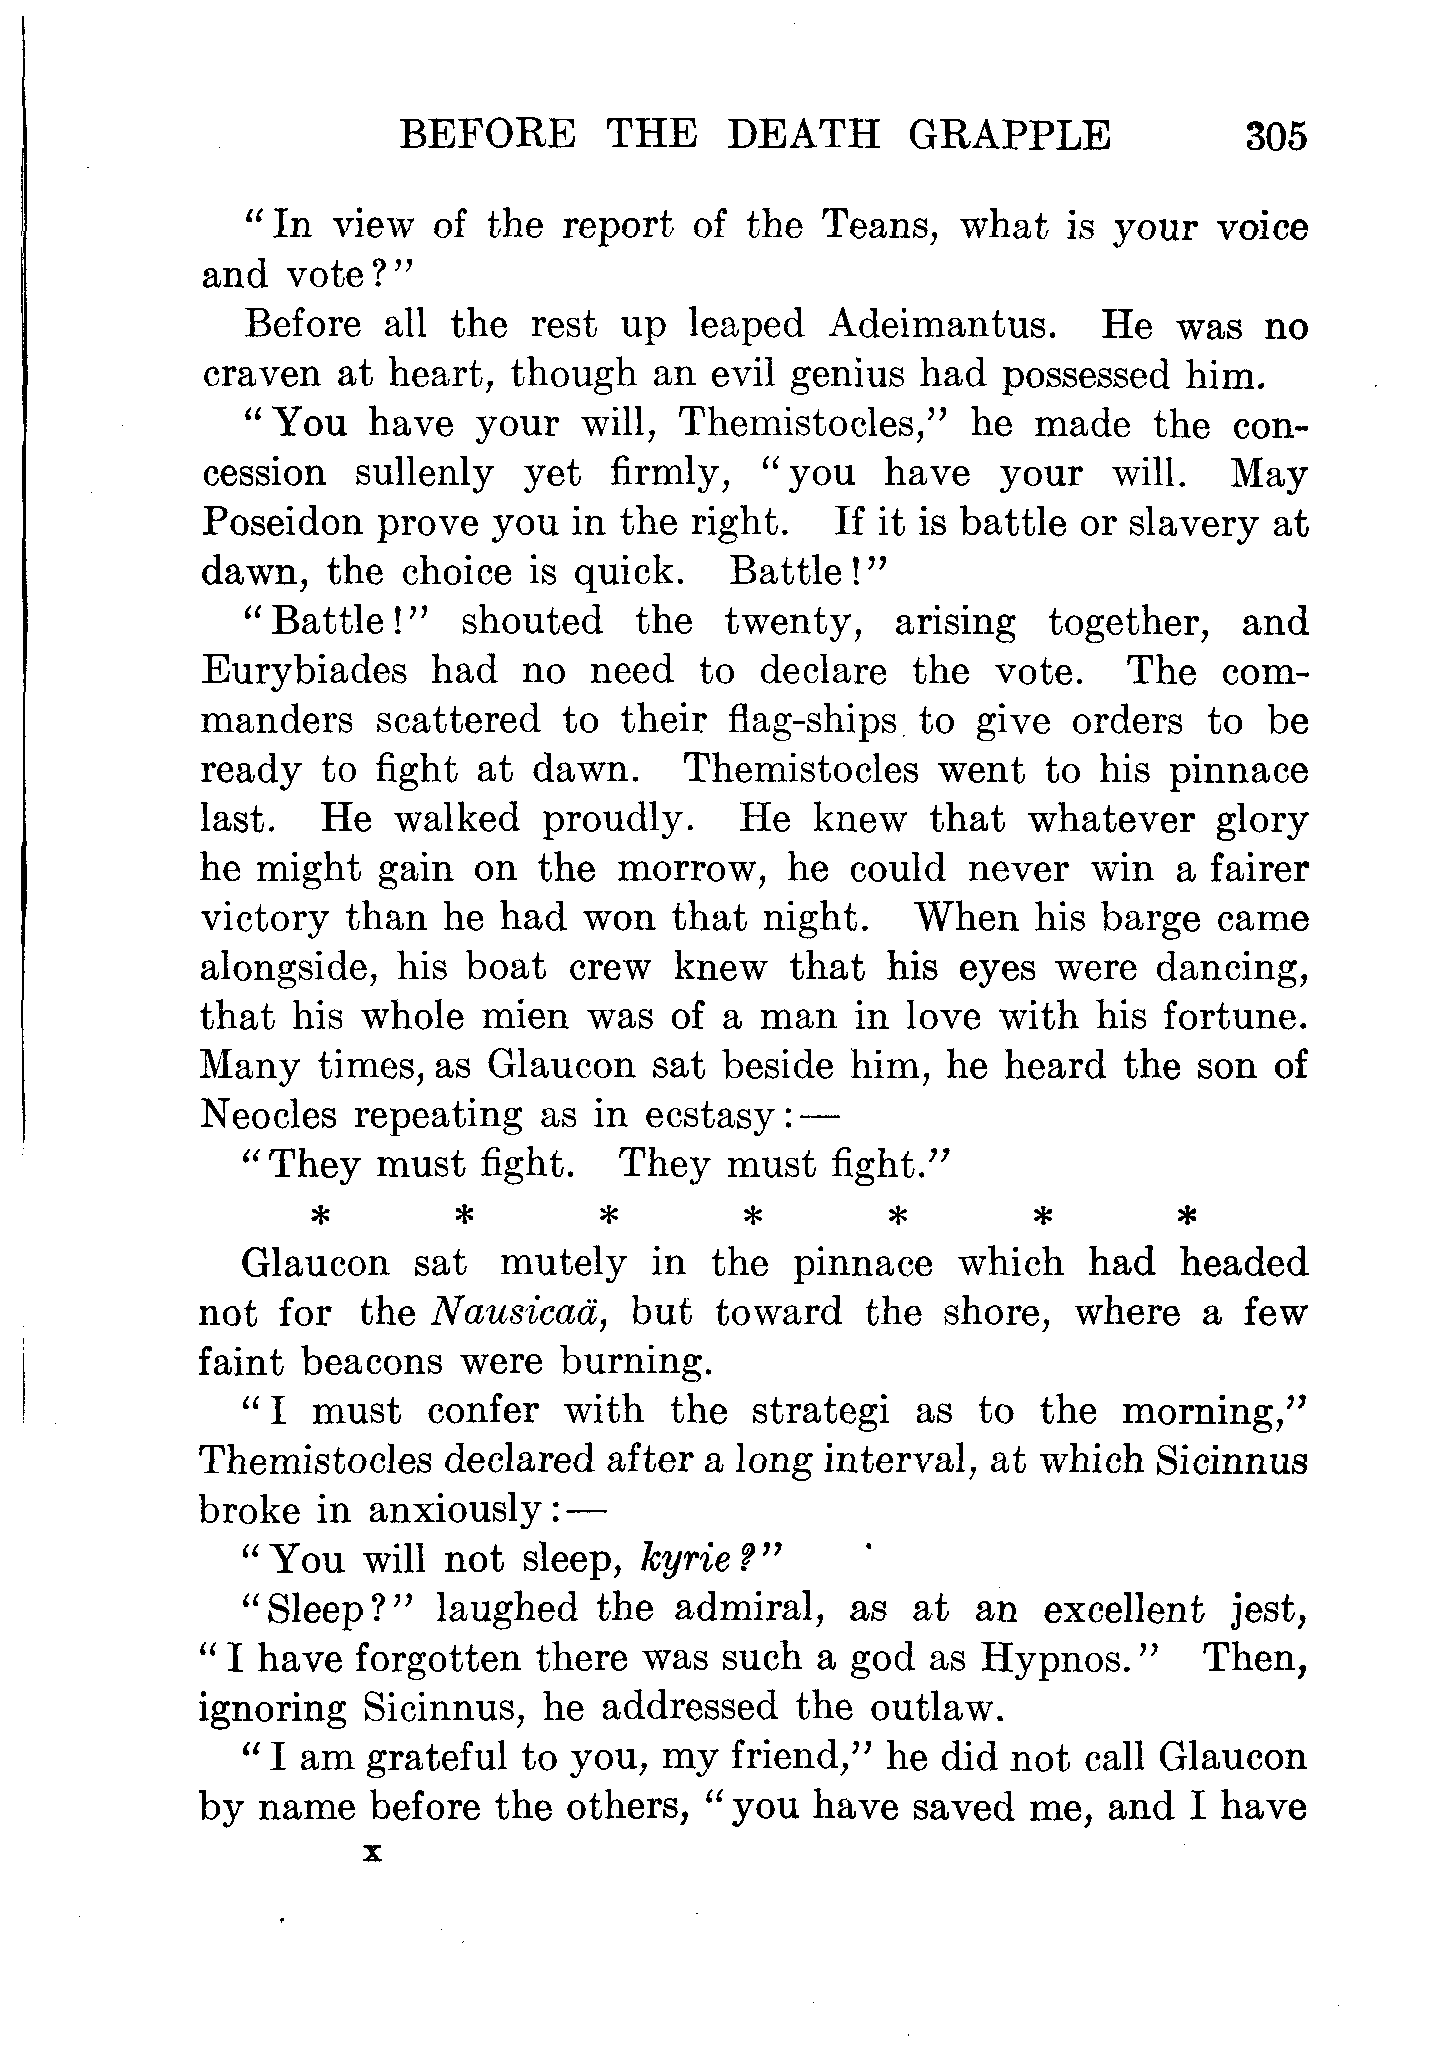 BEFORE THE DEATH GRAPPLE 305
“In view of the report of the Teans, what is your voice
and vote?”
Before all the rest up leaped Adeimantus. He was no
craven at heart, though an evil genius had possessed him.
“You have your will, Themistocles,” he made the con-
cession sullenly yet firmly, “you have your will. May
Poseidon prove you in the right. If it is battle or slavery at
dawn, the choice is quick. Battle!”
“Battle!” shouted the twenty, arising together, and
Eurybiades had no need to declare the vote. The com-
manders scattered to their flag-ships to give orders to be
ready to fight at dawn. Themistocles went to his pinnace
last. He walked proudly. He knew that whatever glory
he might gain on the morrow, he could never win a fairer
victory than he had won that night. When his barge came
alongside, his boat crew knew that his eyes were dancing,
that his whole mien was of a man in love with his fortune.
Many times, as Glaucon sat beside him, he heard the son of
Neocles repeating as in ecstasy:—
“They must fight. They must fight.”
* * * * * * *
Glaucon sat mutely in the pinnace which had headed
not for the Nausicaä, but toward the shore, where a few
faint beacons were burning.
“I must confer with the strategi as to the morning,”
Themistocles declared after a long interval, at which Sicinnus
broke in anxiously:—
“You will not sleep, kyrie?”
“Sleep?” laughed the admiral, as at an excellent jest,
“I have forgotten there was such a god as Hypnos.” Then,
ignoring Sicinnus, he addressed the outlaw.
“I am grateful to you, my friend,” he did not call Glaucon
by name before the others, “you have saved me, and I have
X